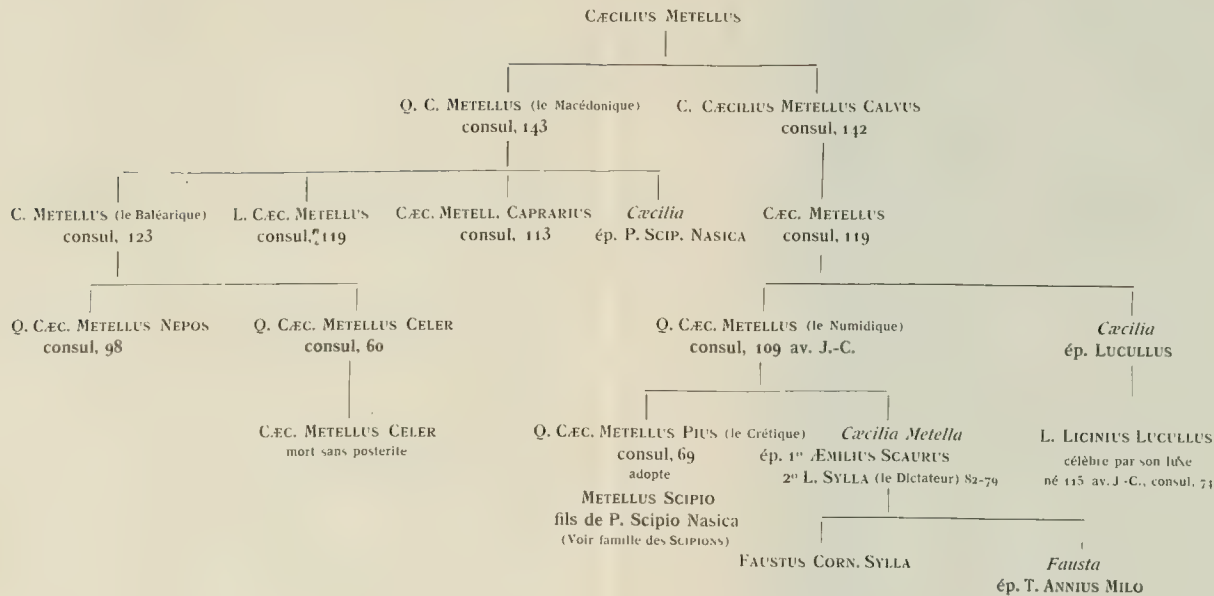 CÆCILIUS METELLUS
Q. C. METELLUS (le Macédonique)
consul, 143
C. CÆCILIUS METELLUS CALVUS
consul, 142
C. METELLUS (le Baléarique)
consul, 123
L. CÆC. METELLUS
consul, 119
CÆC. METELL. CAPRARIUS
consul, 113
Cæcilia
ép. P. SCIP. NASICA
CÆC. METELLUS
consul, 119
Q. CÆC. METELLUS NEPOS
consul, 98
Q. CÆC. METELLUS CELER
consul, 60
Q. CÆC. METELLUS (le Numidique)
consul, 109 av. J.-C.
Cæcilia
ép. LUCULLUS
CÆC. METELLUS CELER
mort sans posterite
Q. CÆC. METELLUS PIUS (le Crétique)
consul, 69
adopte
METELLUS SCIPIO
fils de P. Scipio Nasica
(Voir famille des SCIPIONS)
Cæcilia Metella
ép. 1º ÆMILIUS SCAURUS
2º L. SYLLA (le Dictateur) 82-79
L. LICINIUS LUCULLUS
célèbre par son luxe
né 115 av. J.-C., consul, 74
FAUSTUS CORN. SYLLA
Fausta
ép. T. ANNIUS MILO